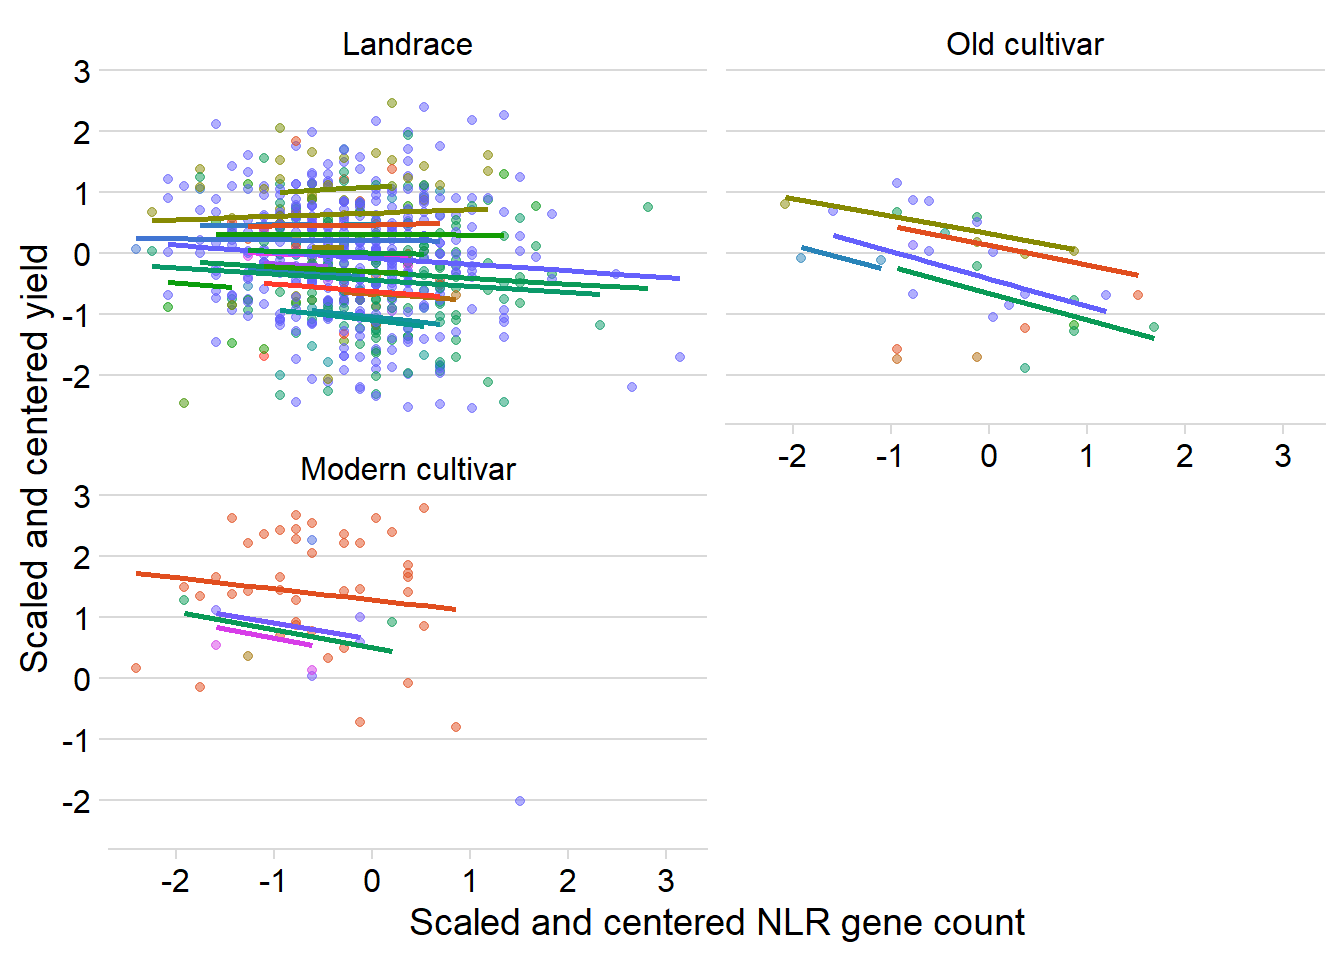 Landrace
Old cultivar
3
2
1
0
-1
-2
-2 -1 0 1 2 3
Modern cultivar
3
2
1
0
-1
-2
-2 -1 0 1 2 3
Scaled and centered NLR gene count
Scaled and centered yield